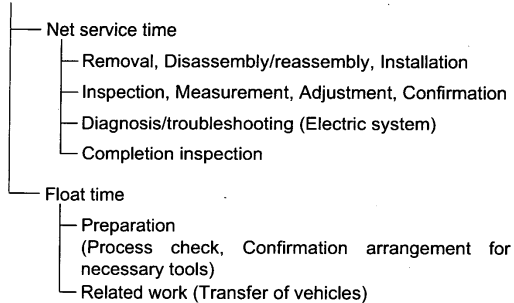 Net service time
Removal, Disassembly/reassembly, Installation
Inspection, Measurement, Adjustment, Confirmation
Diagnosis/troubleshooting (Electric system)
Completion inspection
Float time
Preparation
(Process check, Confirmation arrangement for
necessary tools)
Related work (Transfer of vehicles)